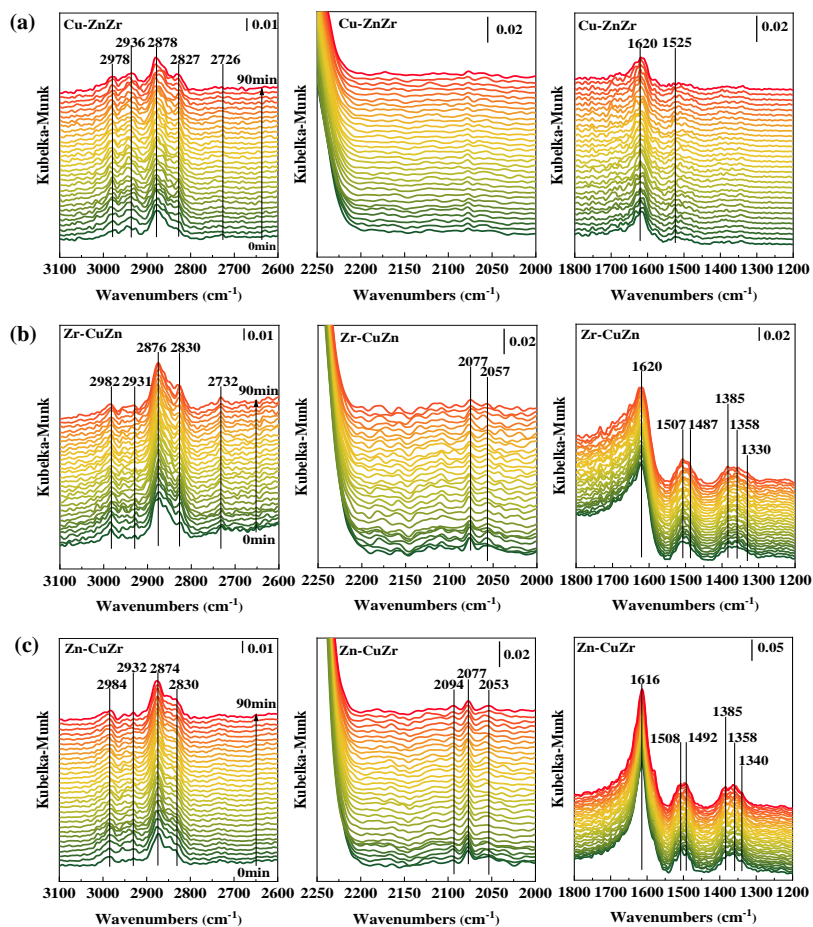 (a)
Cu-ZnZr
0.01
2936 2878
2978 2827 2726
90min
0min
Kubelka-Munk
3100 3000 2900 2800 2700 2600
Wavenumbers (cm⁻¹)
0.02
Kubelka-Munk
2250 2200 2150 2100 2050 2000
Wavenumbers (cm⁻¹)
Cu-ZnZr
0.02
1620 1525
Kubelka-Munk
1800 1700 1600 1500 1400 1300 1200
Wavenumbers (cm⁻¹)
(b)
Zr-CuZn
0.01
2876 2830
2982 2931 2732
90min
0min
Kubelka-Munk
3100 3000 2900 2800 2700 2600
Wavenumbers (cm⁻¹)
Zr-CuZn
0.02
2077
2057
Kubelka-Munk
2250 2200 2150 2100 2050 2000
Wavenumbers (cm⁻¹)
Zr-CuZn
0.02
1620
1385
1507 1487 1358
1330
Kubelka-Munk
1800 1700 1600 1500 1400 1300 1200
Wavenumbers (cm⁻¹)
(c)
Zn-CuZr
0.01
2932 2874
2984 2830
90min
0min
Kubelka-Munk
3100 3000 2900 2800 2700 2600
Wavenumbers (cm⁻¹)
Zn-CuZr
0.02
2077
2094 2053
Kubelka-Munk
2250 2200 2150 2100 2050 2000
Wavenumbers (cm⁻¹)
Zn-CuZr
0.05
1616
1385
1508 1492 1358
1340
Kubelka-Munk
1800 1700 1600 1500 1400 1300 1200
Wavenumbers (cm⁻¹)